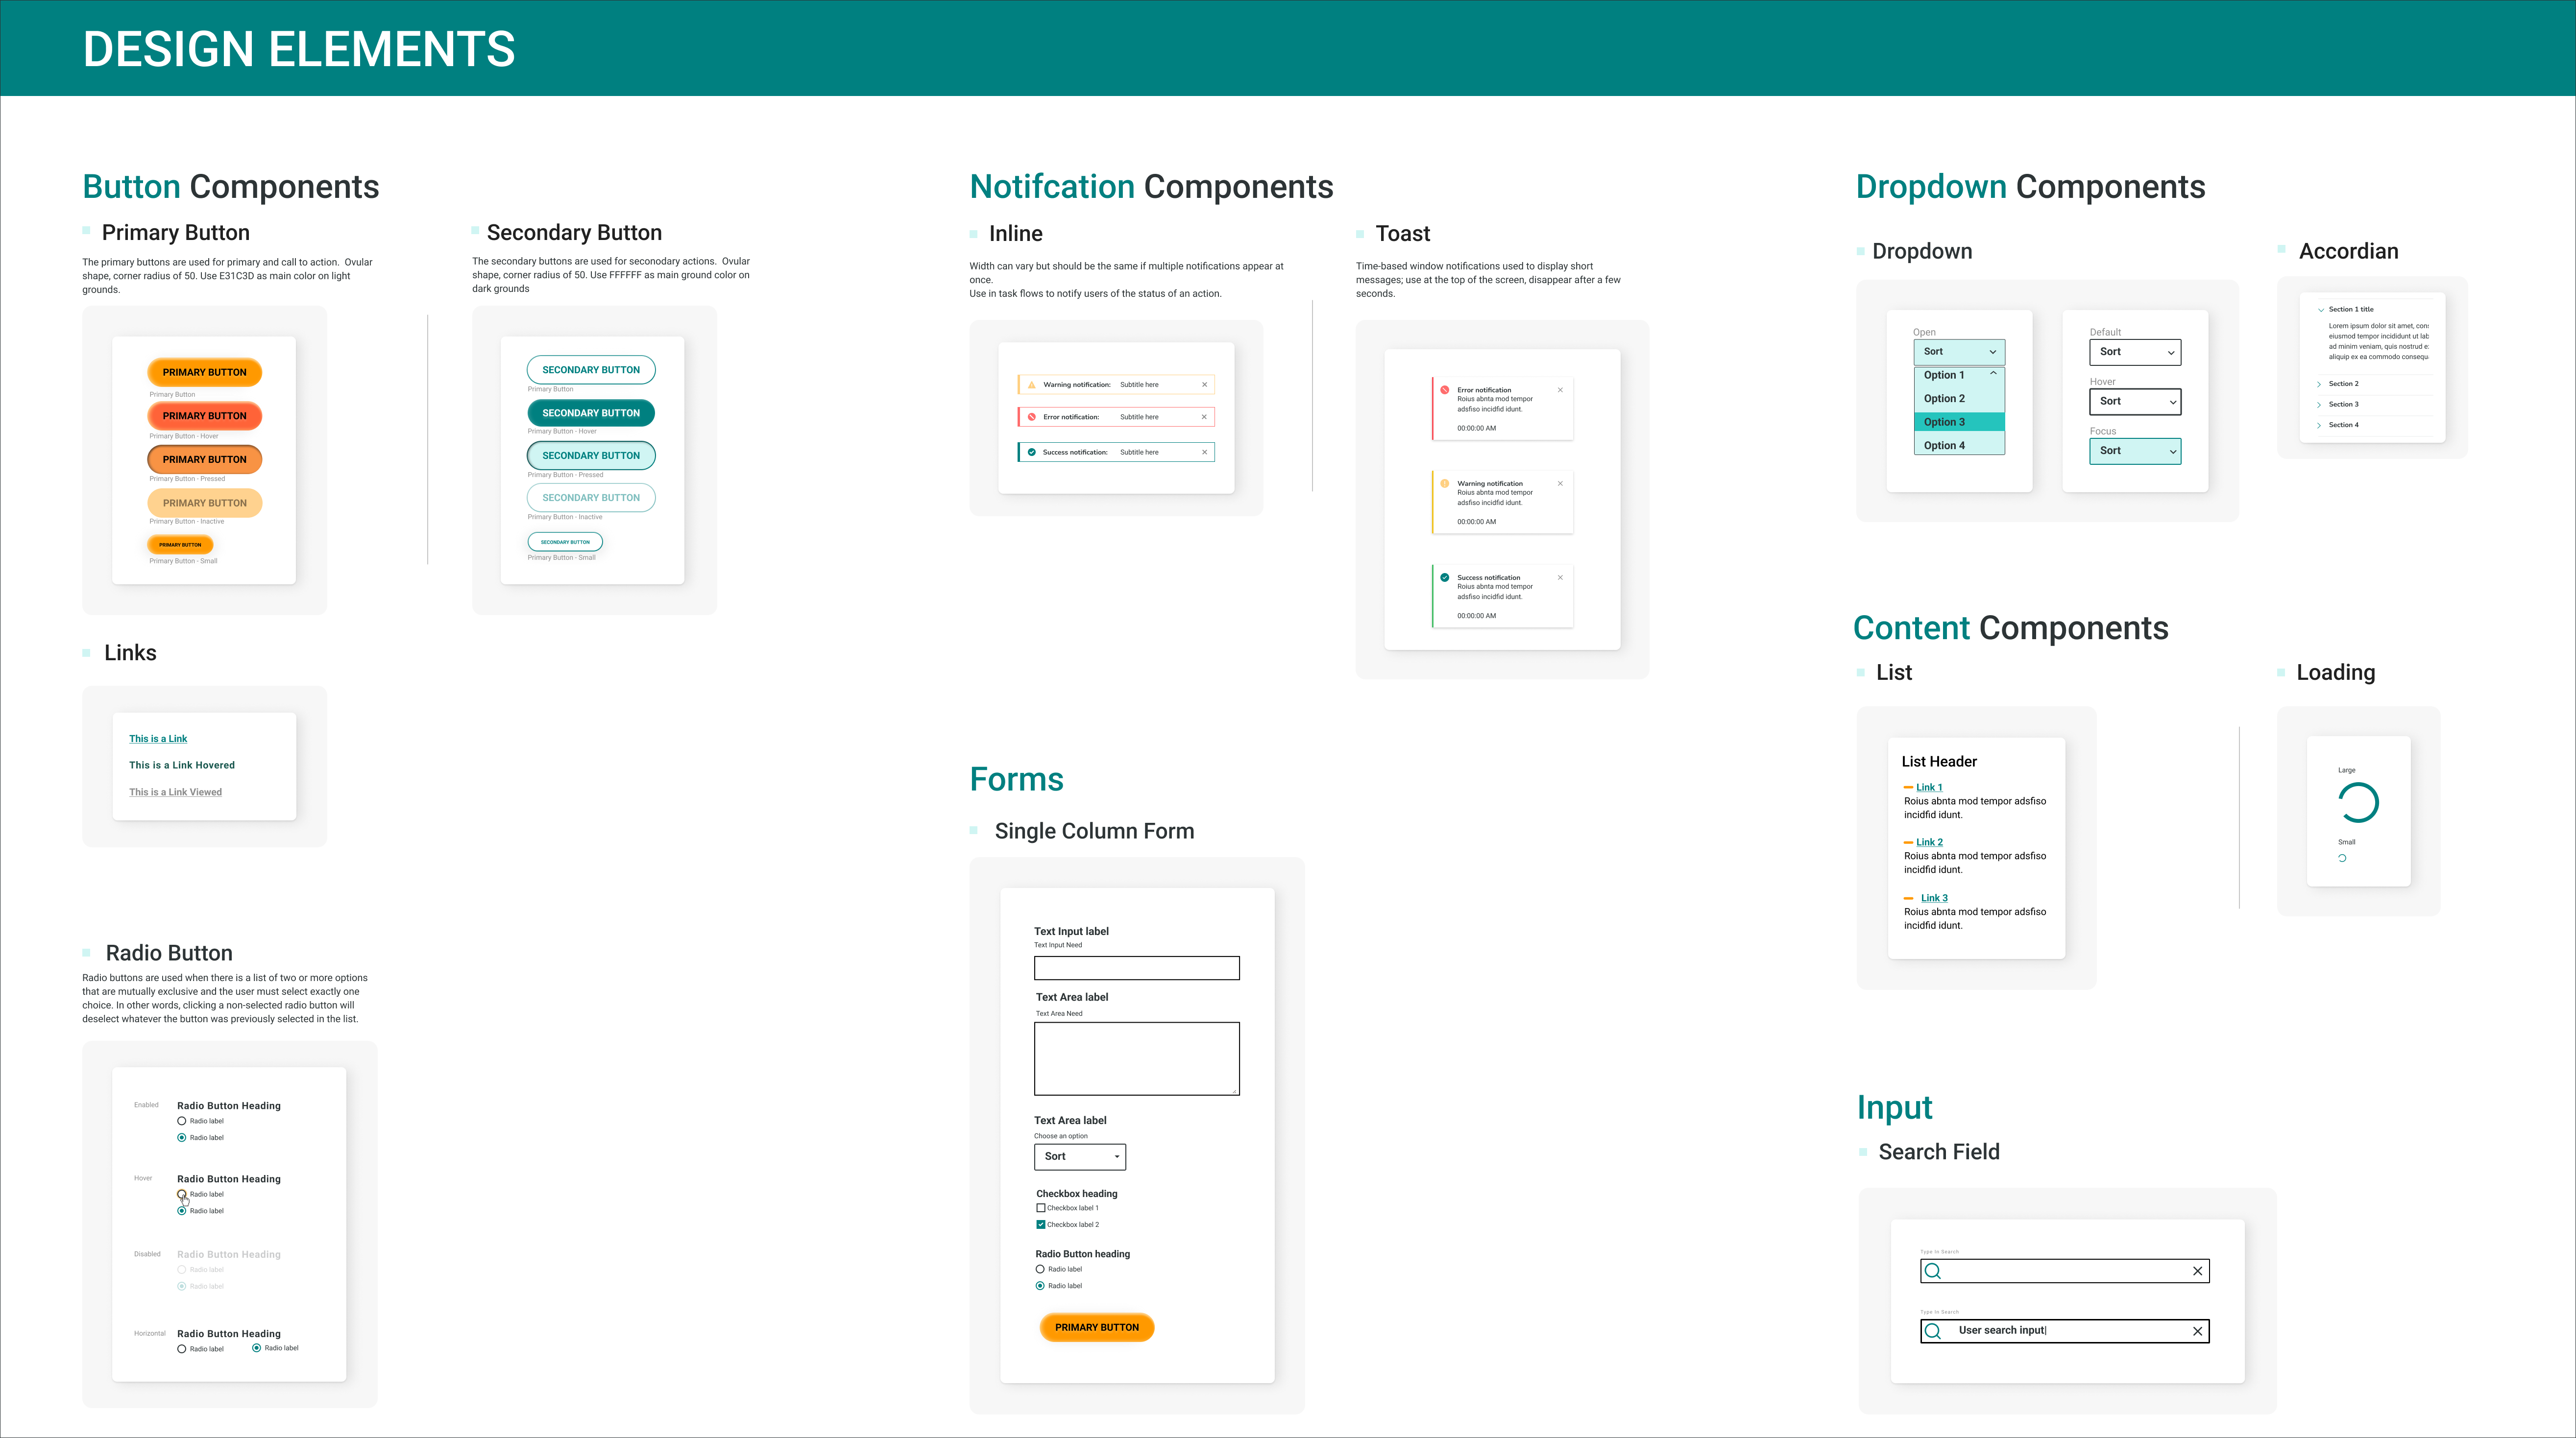 DESIGN ELEMENTS
Button Components
Primary Button
The primary buttons are used for primary and call to action. Ovular
shape, corner radius of 50. Use E31C3D as main color on light
grounds.
PRIMARY BUTTON
Primary Button
PRIMARY BUTTON
Primary Button - Hover
PRIMARY BUTTON
Primary Button - Pressed
PRIMARY BUTTON
Primary Button - Inactive
PRIMARY BUTTON
Primary Button - Small
Secondary Button
The secondary buttons are used for seconodary actions. Ovular
shape, corner radius of 50. Use FFFFFF as main ground color on
dark grounds
SECONDARY BUTTON
Primary Button
SECONDARY BUTTON
Primary Button - Hover
SECONDARY BUTTON
Primary Button - Pressed
SECONDARY BUTTON
Primary Button - Inactive
SECONDARY BUTTON
Primary Button - Small
Links
This is a Link
This is a Link Hovered
This is a Link Viewed
Radio Button
Radio buttons are used when there is a list of two or more options
that are mutually exclusive and the user must select exactly one
choice. In other words, clicking a non-selected radio button will
deselect whatever the button was previously selected in the list.
Enabled Radio Button Heading
Radio label
Radio label
Hover Radio Button Heading
Radio label
Radio label
Disabled Radio Button Heading
Radio label
Radio label
Horizontal Radio Button Heading
Radio label Radio label
Notifcation Components
Inline
Width can vary but should be the same if multiple notifications appear at
once.
Use in task flows to notify users of the status of an action.
Warning notification: Subtitle here
Error notification: Subtitle here
Success notification: Subtitle here
Toast
Time-based window notifications used to display short
messages; use at the top of the screen, disappear after a few
seconds.
Error notification
Roius abnta mod tempor
adsfiso incidfid idunt.
00:00:00 AM
Warning notification
Roius abnta mod tempor
adsfiso incidfid idunt.
00:00:00 AM
Success notification
Roius abnta mod tempor
adsfiso incidfid idunt.
00:00:00 AM
Forms
Single Column Form
Text Input label
Text Input Need
Text Area label
Text Area Need
Text Area label
Choose an option
Sort
Checkbox heading
Checkbox label 1
Checkbox label 2
Radio Button heading
Radio label
Radio label
PRIMARY BUTTON
Dropdown Components
Dropdown
Open
Sort
Option 1
Option 2
Option 3
Option 4
Default
Sort
Hover
Sort
Focus
Sort
Accordian
Section 1 title
Lorem ipsum dolor sit amet, con
eiusmod tempor incididunt ut lab
ad minim veniam, quis nostrud e
aliquip ex ea commodo consequ
Section 2
Section 3
Section 4
Content Components
List
List Header
Link 1
Roius abnta mod tempor adsfiso
incidfid idunt.
Link 2
Roius abnta mod tempor adsfiso
incidfid idunt.
Link 3
Roius abnta mod tempor adsfiso
incidfid idunt.
Loading
Large
Small
Input
Search Field
Type In Search
Type In Search
User search input